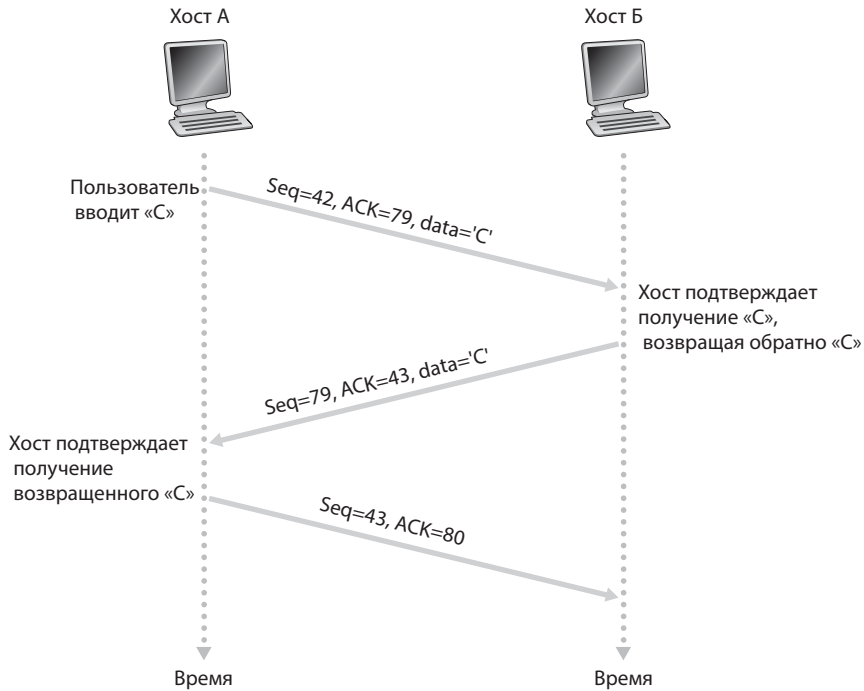 Хост А
Хост Б
Пользователь
вводит «C»
Seq=42, ACK=79, data='C'
Хост подтверждает
получение «C»,
возвращая обратно «C»
Seq=79, ACK=43, data='C'
Хост подтверждает
получение
возвращенного «C»
Seq=43, ACK=80
Время
Время